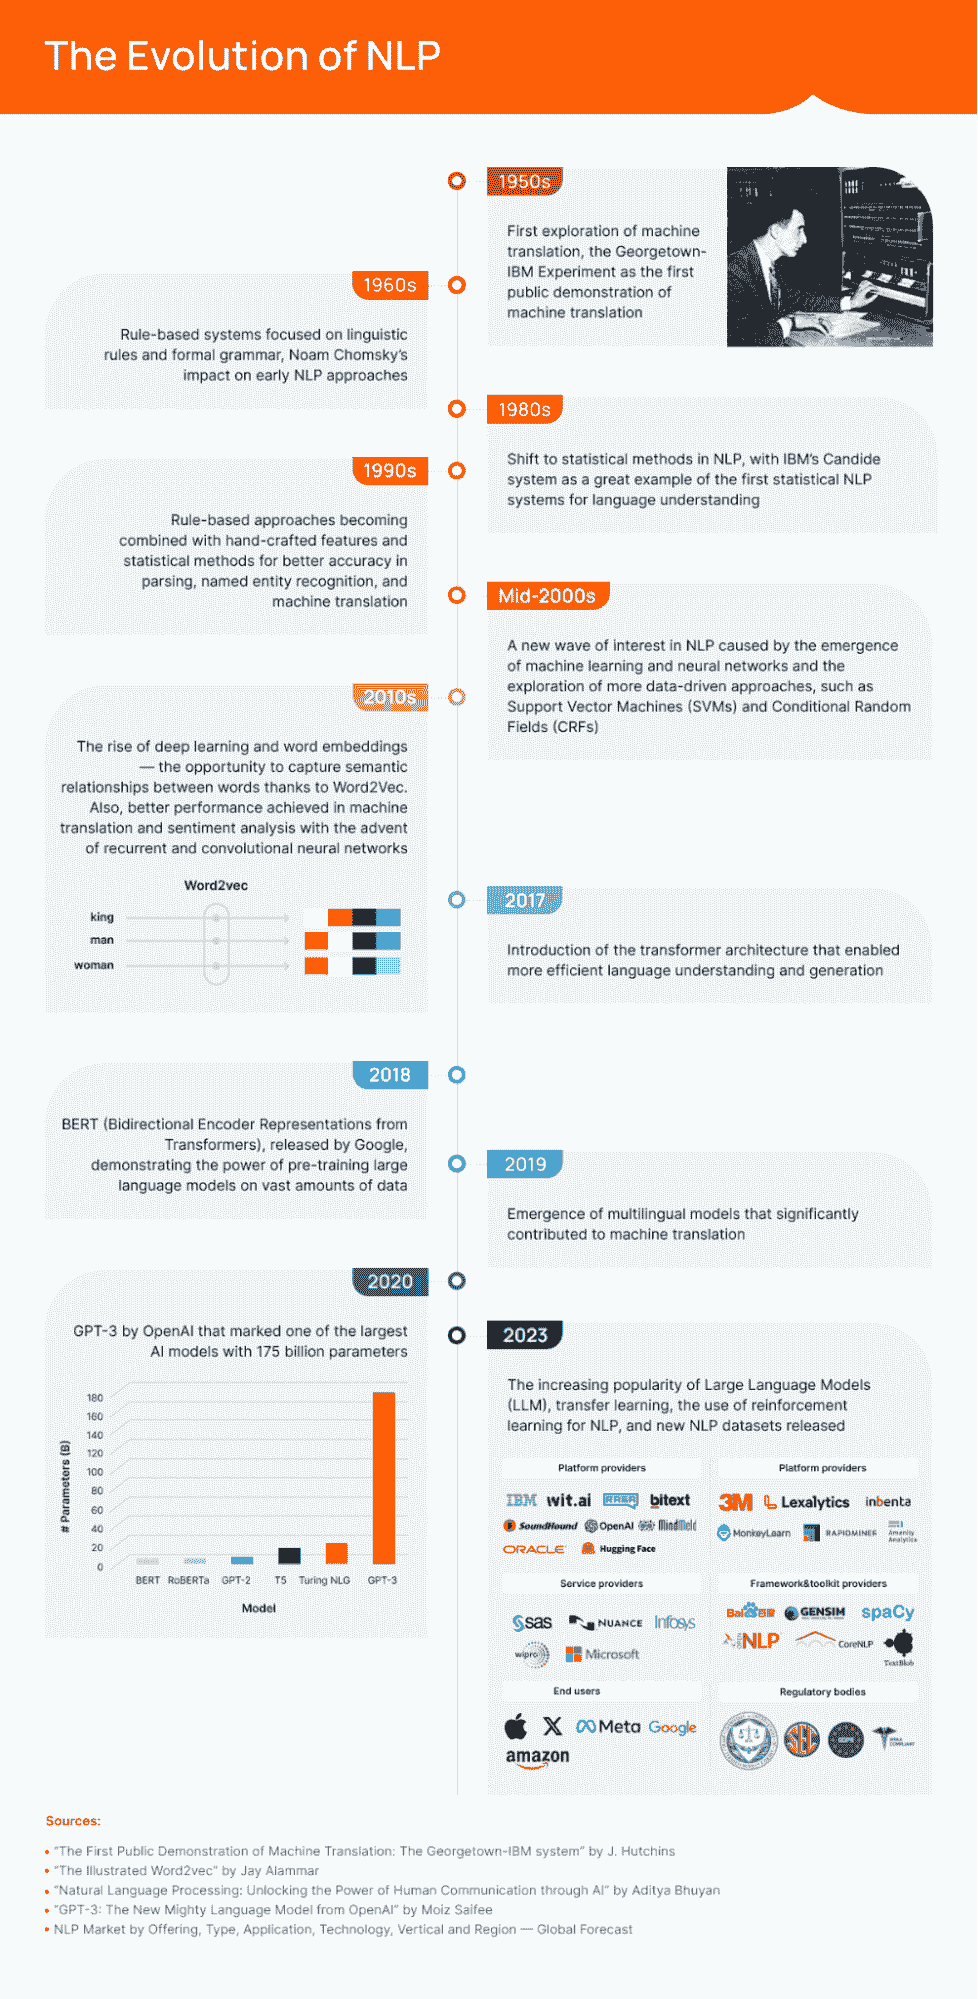 The Evolution of NLP
1950s
First exploration of machine
translation, the Georgetown-
IBM Experiment as the first
public demonstration of
machine translation
1960s
Rule-based systems focused on linguistic
rules and formal grammar, Noam Chomsky's
impact on early NLP approaches
1980s
Shift to statistical methods in NLP, with IBM's Candide
system as a great example of the first statistical NLP
systems for language understanding
1990s
Rule-based approaches becoming
combined with hand-crafted features and
statistical methods for better accuracy in
parsing, named entity recognition, and
machine translation
Mid-2000s
A new wave of interest in NLP caused by the emergence
of machine learning and neural networks and the
exploration of more data-driven approaches, such as
Support Vector Machines (SVMs) and Conditional Random
Fields (CRFs)
2010s
The rise of deep learning and word embeddings
— the opportunity to capture semantic
relationships between words thanks to Word2Vec.
Also, better performance achieved in machine
translation and sentiment analysis with the advent
of recurrent and convolutional neural networks
Word2vec
king
man
woman
2017
Introduction of the transformer architecture that enabled
more efficient language understanding and generation
2018
BERT (Bidirectional Encoder Representations from
Transformers), released by Google,
demonstrating the power of pre-training large
language models on vast amounts of data
2019
Emergence of multilingual models that significantly
contributed to machine translation
2020
GPT-3 by OpenAI that marked one of the largest
AI models with 175 billion parameters
# Parameters (B)
180
160
140
120
100
80
60
40
20
0
BERT RoBERTa GPT-2 T5 Turing NLG GPT-3
Model
2023
The increasing popularity of Large Language Models
(LLM), transfer learning, the use of reinforcement
learning for NLP, and new NLP datasets released
Platform providers
IBM wit.ai RASA bitext
SoundHound OpenAI MindMeld
ORACLE Hugging Face
Platform providers
3M Lexalytics inbenta
MonkeyLearn RAPIDMINER Amenity
Analytics
Service providers
sas NUANCE Infosys
wipro Microsoft
Framework&toolkit providers
Bai GENSIM spaCy
NLP CoreNLP
TextBlob
End users
X Meta Google
amazon
Regulatory bodies
SEC GDPR HIPAA
COMPLIANT
Sources:
• "The First Public Demonstration of Machine Translation: The Georgetown-IBM system" by J. Hutchins
• "The Illustrated Word2vec" by Jay Alammar
• "Natural Language Processing: Unlocking the Power of Human Communication through AI" by Aditya Bhuyan
• "GPT-3: The New Mighty Language Model from OpenAI" by Moiz Saifee
• NLP Market by Offering, Type, Application, Technology, Vertical and Region — Global Forecast